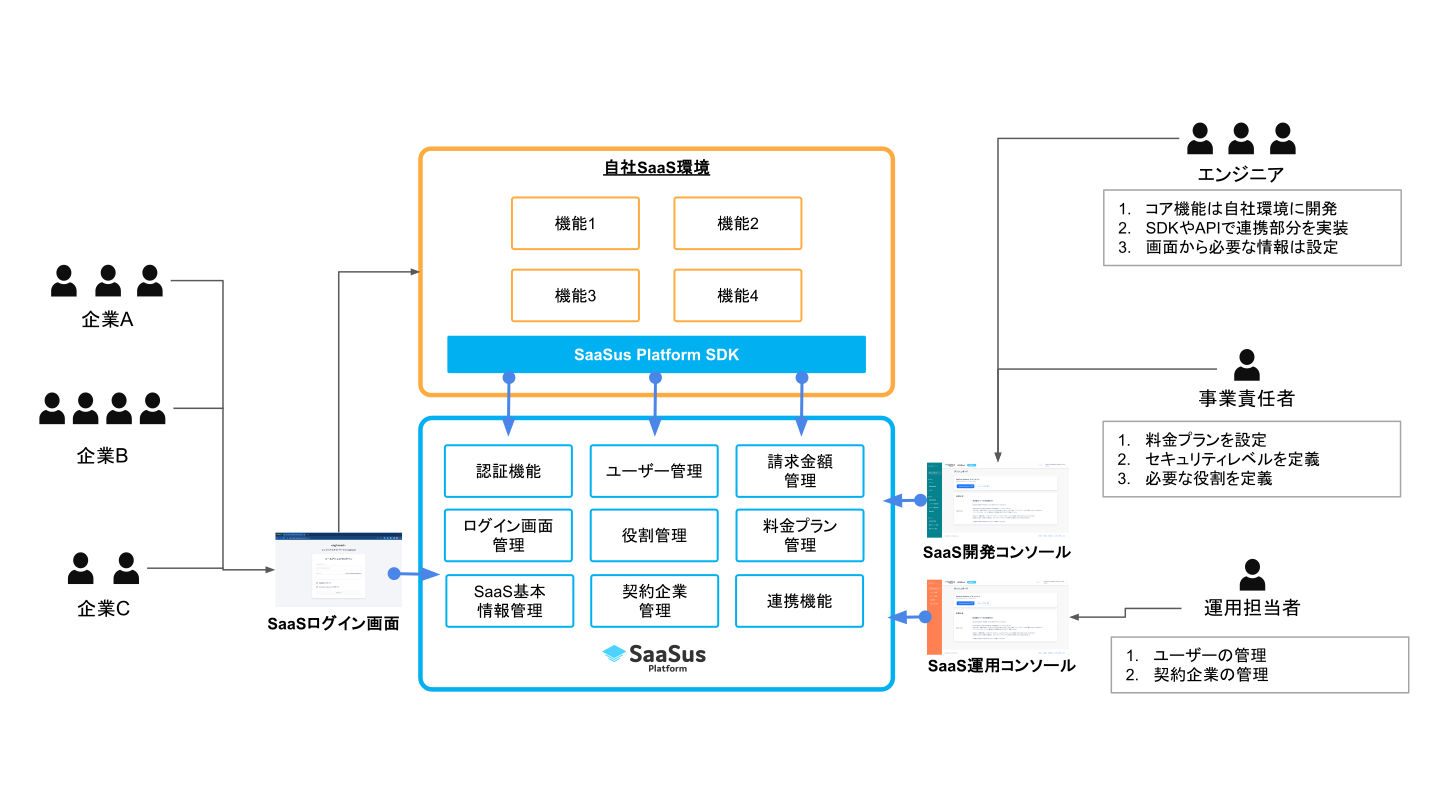 自社SaaS環境
機能1
機能2
機能3
機能4
SaaSus Platform SDK
認証機能
ユーザー管理
請求金額
管理
ログイン画面
管理
役割管理
料金プラン
管理
SaaS基本
情報管理
契約企業
管理
連携機能
SaaSus
Platform
企業A
企業B
企業C
SaaSログイン画面
エンジニア
1. コア機能は自社環境に開発
2. SDKやAPIで連携部分を実装
3. 画面から必要な情報は設定
事業責任者
1. 料金プランを設定
2. セキュリティレベルを定義
3. 必要な役割を定義
SaaS開発コンソール
運用担当者
1. ユーザーの管理
2. 契約企業の管理
SaaS運用コンソール